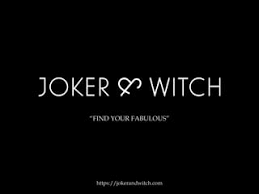 JOKER & WITCH
“FIND YOUR FABULOUS”
https://jokerandwitch.com